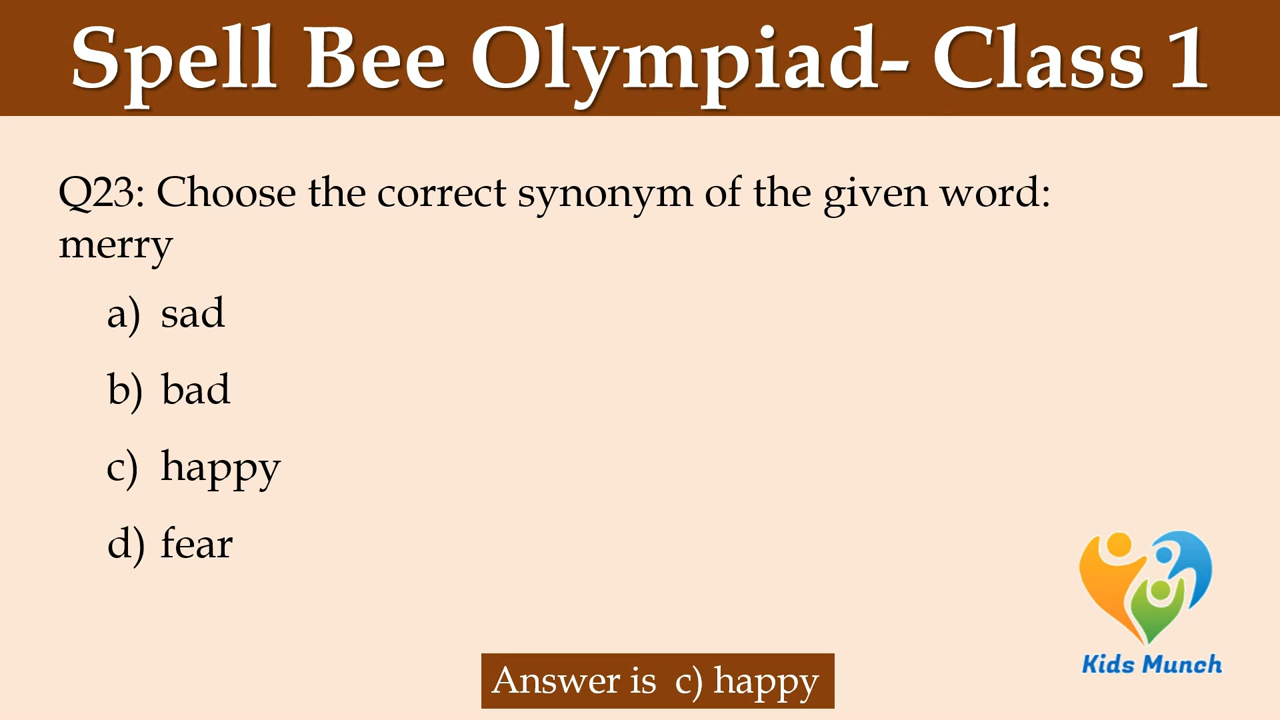 Spell Bee Olympiad- Class 1
Q23: Choose the correct synonym of the given word:
merry
a) sad
b) bad
c) happy
d) fear
Kids Munch
Answer is c) happy